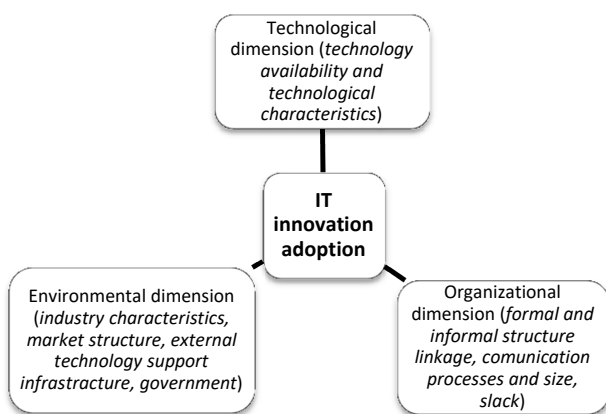 Technological
dimension (technology
availability and
technological
characteristics)
IT
innovation
adoption
Environmental dimension
(industry characteristics,
market structure, external
technology support
infrastracture, government)
Organizational
dimension (formal and
informal structure
linkage, comunication
processes and size,
slack)